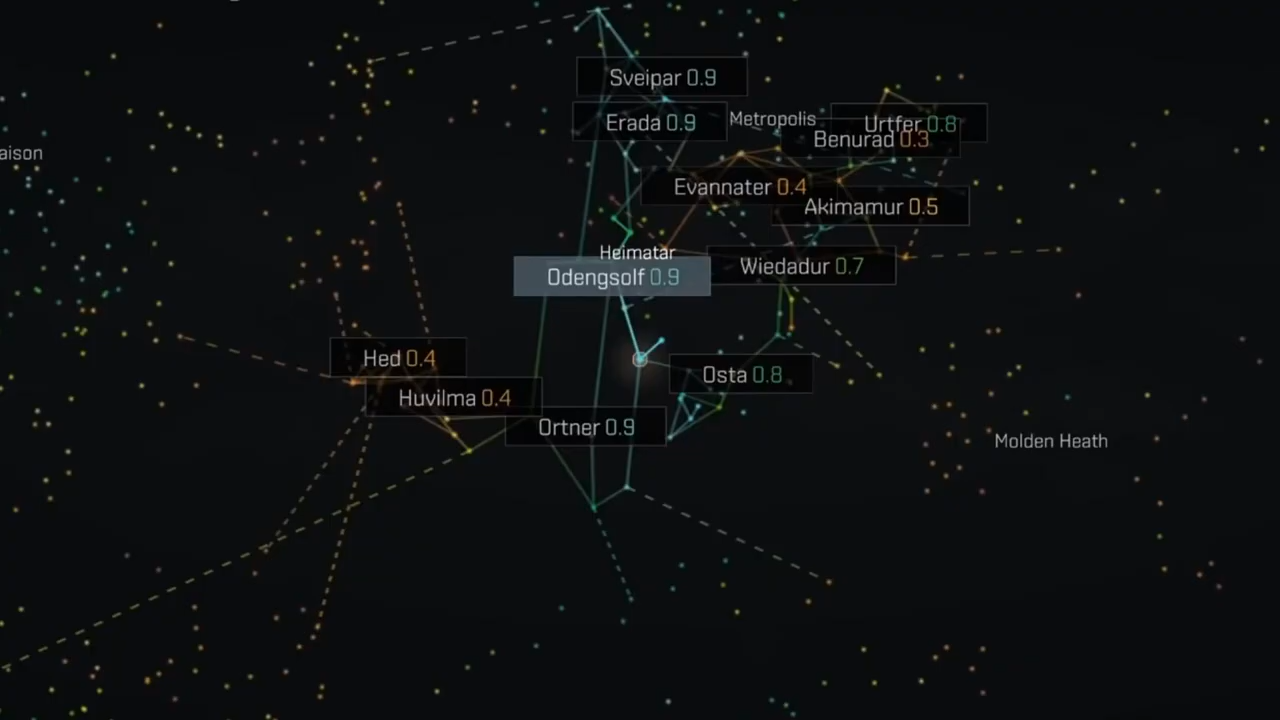 Sveipar 0.9
Erada 0.9
Metropolis
Urtfer 0.8
Benurad 0.3
aison
Evannater 0.4
Akimamur 0.5
Heimatar
Odengsolf 0.9
Wiedadur 0.7
Hed 0.4
Osta 0.8
Huvilma 0.4
Ortner 0.9
Molden Heath